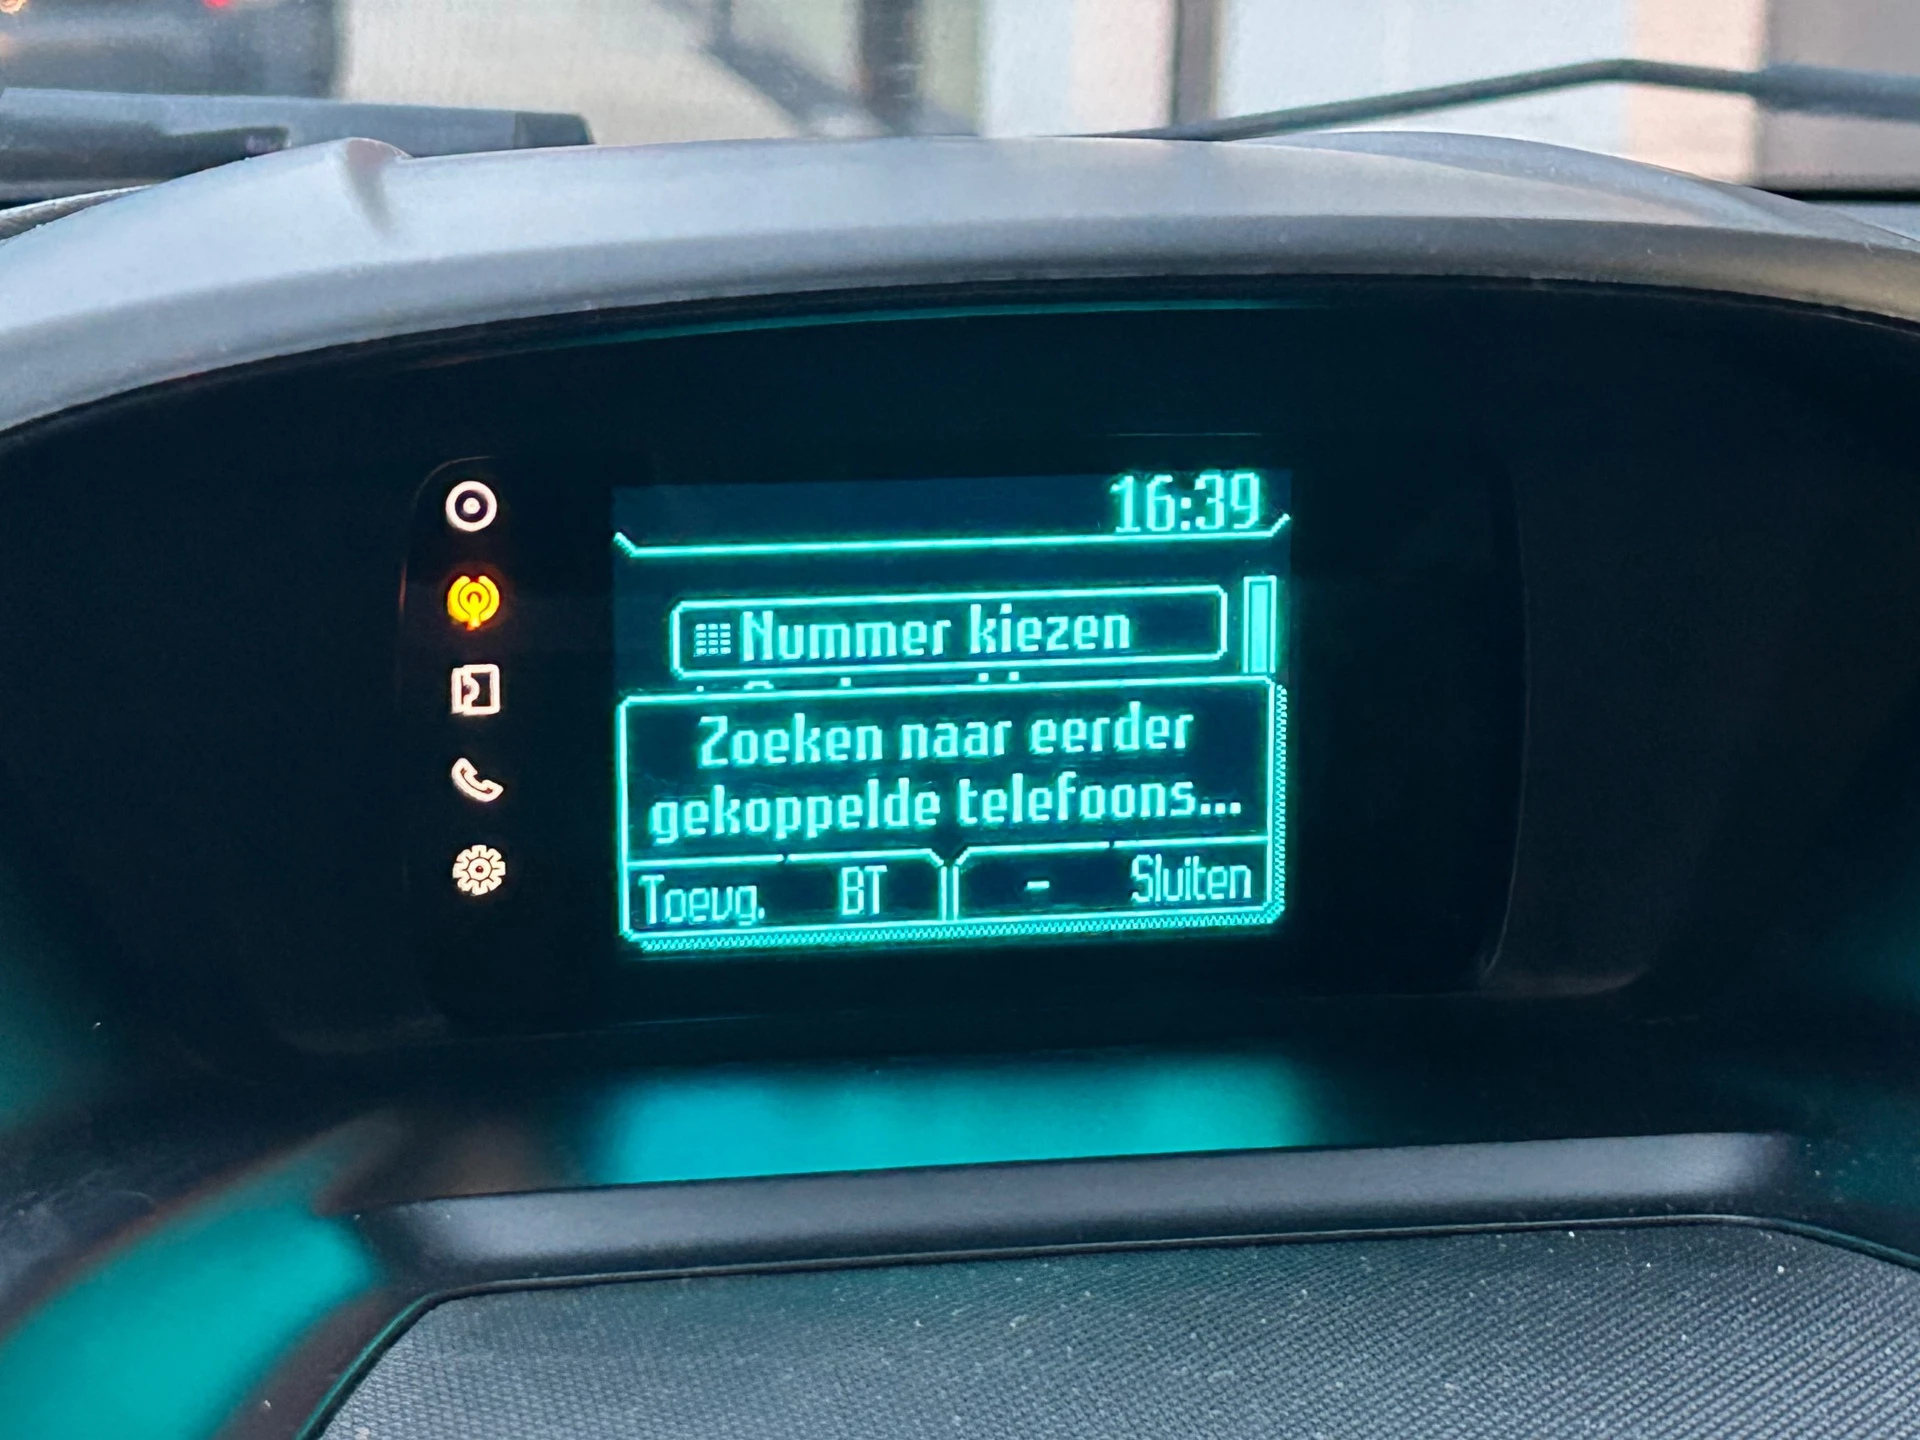 16:39
Nummer kiezen
Zoeken naar eerder
gekoppelde telefoons...
Toevg. BT - Sluiten